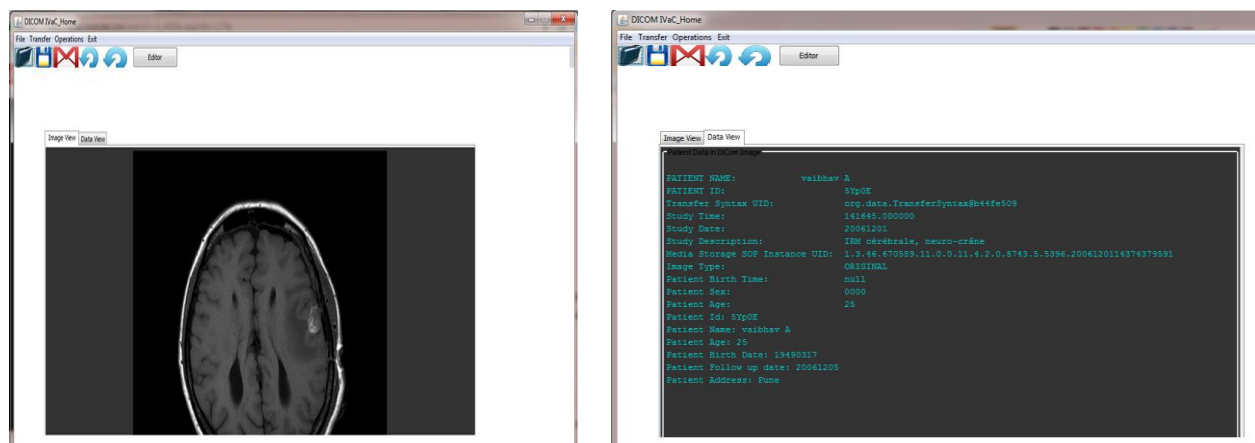 DICOM IVaC_Home
File Transfer Operations Exit
Editor
Image View Data View
DICOM IVaC_Home
File Transfer Operations Exit
Editor
Image View Data View
Patient Data in DiCom Image
PATIENT NAME: vaibhav A
PATIENT ID: 5Yp0E
Transfer Syntax UID: org.data.TransferSyntax@b44fe509
Study Time: 141645.000000
Study Date: 20061201
Study Description: IRM cérébrale, neuro-crâne
Media Storage SOP Instance UID: 1.3.46.670589.11.0.0.11.4.2.0.8743.5.5396.2006120114374379591
Image Type: ORIGINAL
Patient Birth Time: null
Patient Sex: 0000
Patient Age: 25
Patient Id: 5Yp0E
Patient Name: vaibhav A
Patient Age: 25
Patient Birth Date: 19490317
Patient Follow up date: 20061205
Patient Address: Pune